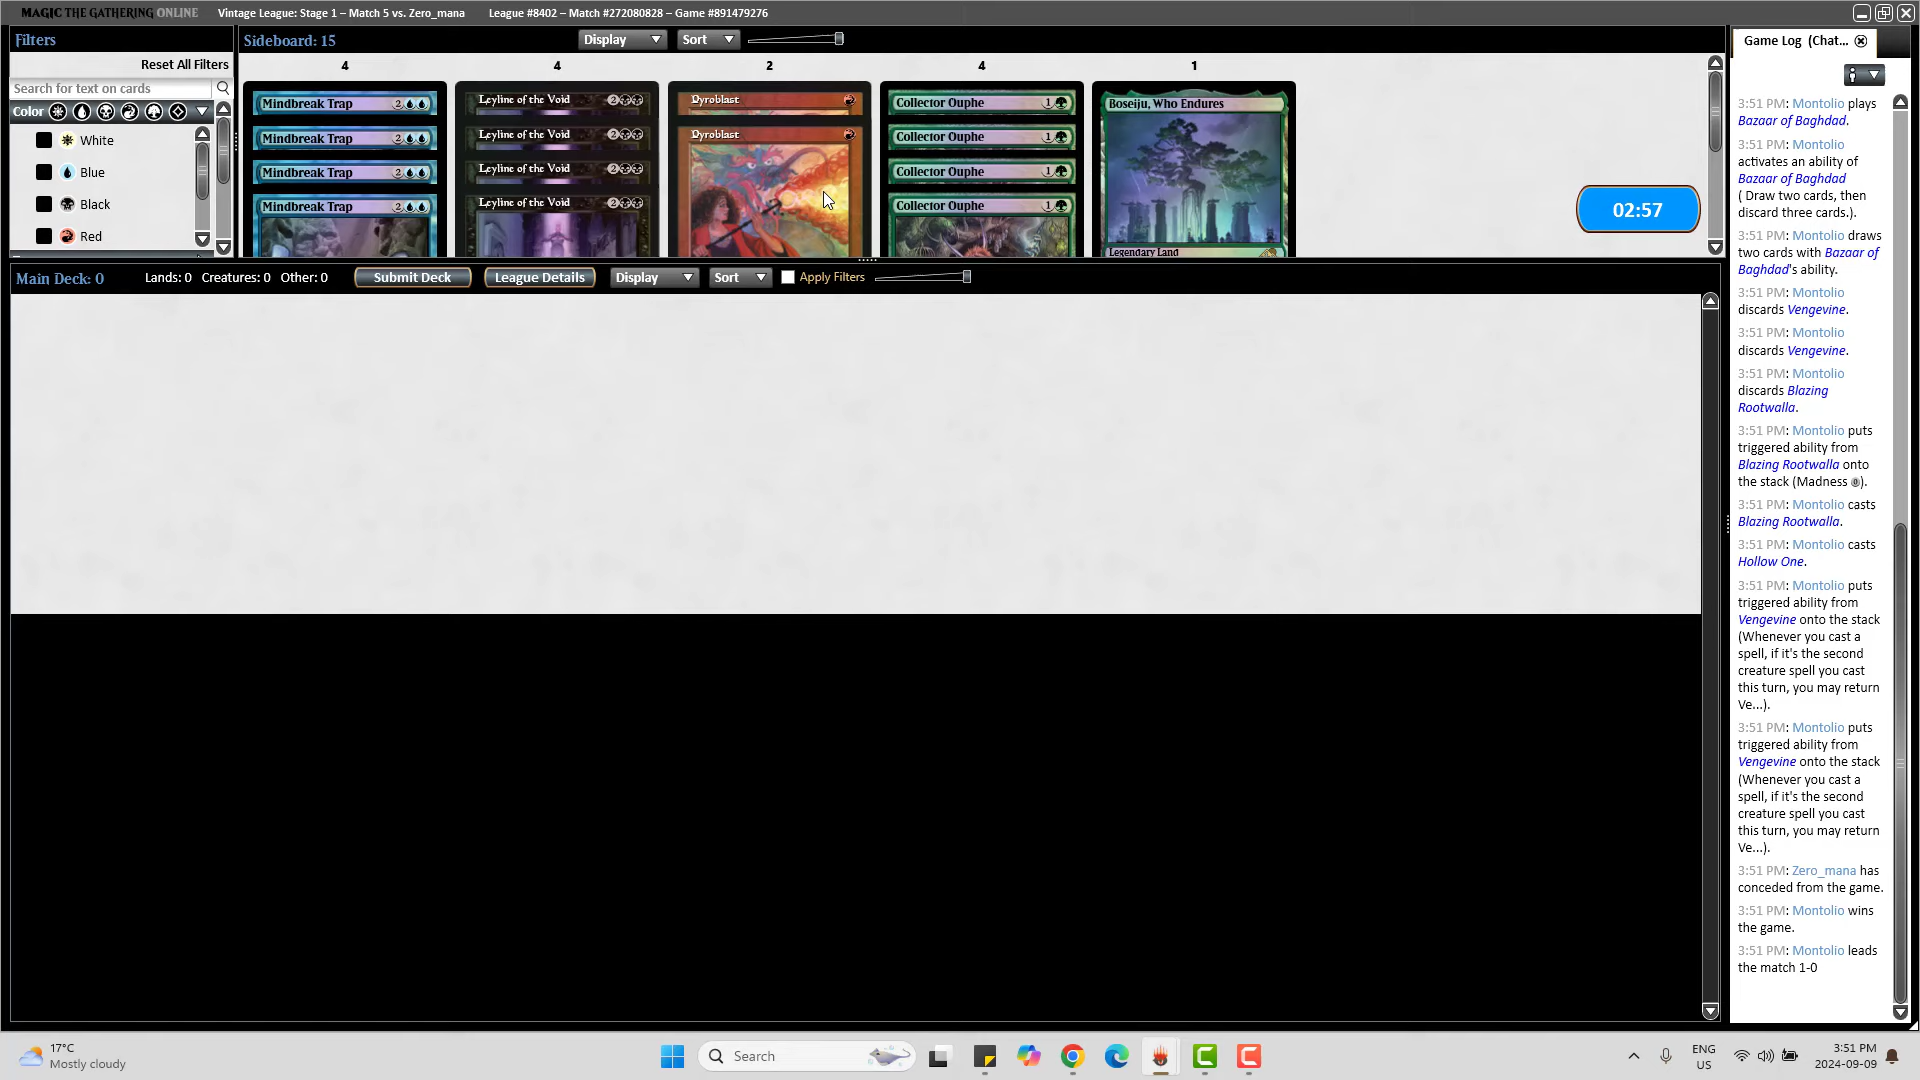 MAGIC THE GATHERING ONLINE
Vintage League: Stage 1 – Match 5 vs. Zero_mana
League #8402 – Match #272080828 – Game #891479276
Filters
Reset All Filters
Search for text on cards
Color
White
Blue
Black
Red
Sideboard: 15
Display
Sort
4
4
2
4
1
Mindbreak Trap 2
Mindbreak Trap 2
Mindbreak Trap 2
Mindbreak Trap 2
Leyline of the Void 2
Leyline of the Void 2
Leyline of the Void 2
Leyline of the Void 2
Pyroblast
Pyroblast
Collector Ouphe 1
Collector Ouphe 1
Collector Ouphe 1
Collector Ouphe 1
Boseiju, Who Endures
Legendary Land
02:57
Main Deck: 0
Lands: 0 Creatures: 0 Other: 0
Submit Deck
League Details
Display
Sort
Apply Filters
Game Log (Chat...
3:51 PM: Montolio plays
Bazaar of Baghdad.
3:51 PM: Montolio
activates an ability of
Bazaar of Baghdad
( Draw two cards, then
discard three cards.).
3:51 PM: Montolio draws
two cards with Bazaar of
Baghdad's ability.
3:51 PM: Montolio
discards Vengevine.
3:51 PM: Montolio
discards Vengevine.
3:51 PM: Montolio
discards Blazing
Rootwalla.
3:51 PM: Montolio puts
triggered ability from
Blazing Rootwalla onto
the stack (Madness 0).
3:51 PM: Montolio casts
Blazing Rootwalla.
3:51 PM: Montolio casts
Hollow One.
3:51 PM: Montolio puts
triggered ability from
Vengevine onto the stack
(Whenever you cast a
spell, if it's the second
creature spell you cast
this turn, you may return
Ve...).
3:51 PM: Montolio puts
triggered ability from
Vengevine onto the stack
(Whenever you cast a
spell, if it's the second
creature spell you cast
this turn, you may return
Ve...).
3:51 PM: Zero_mana has
conceded from the game.
3:51 PM: Montolio wins
the game.
3:51 PM: Montolio leads
the match 1-0
17°C
Mostly cloudy
Search
ENG
US
3:51 PM
2024-09-09